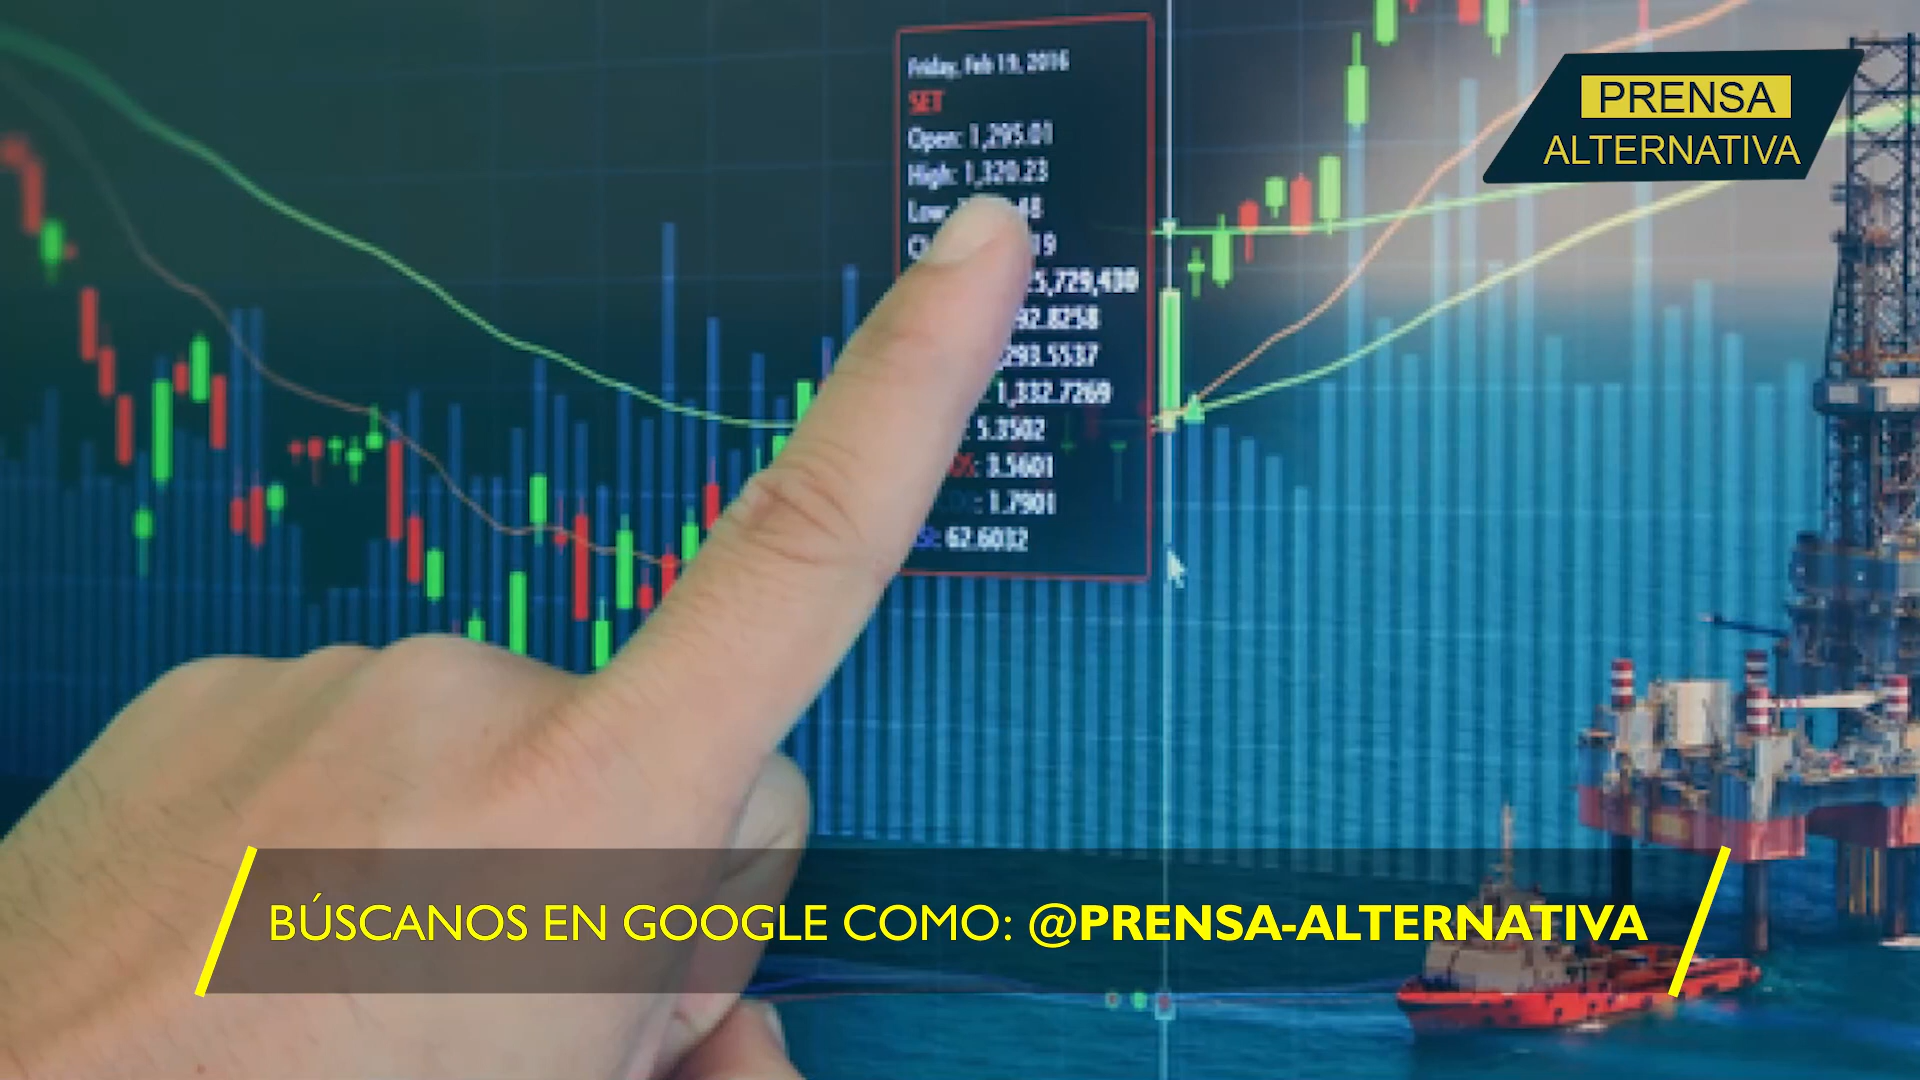 Friday, Feb 19, 2016
SET
Open: 1,295.01
High: 1,320.23
Low:
5,729,430
1,332.7269
5.3502
3.5601
: 1.7901
62.6032
PRENSA
ALTERNATIVA
BÚSCANOS EN GOOGLE COMO: @PRENSA-ALTERNATIVA